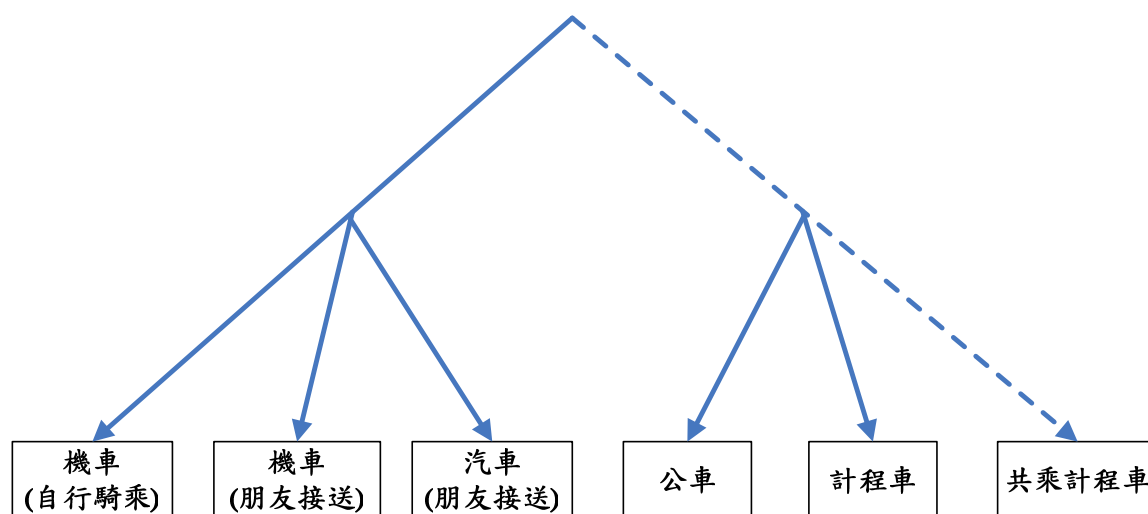 機車
(自行騎乘)
機車
(朋友接送)
汽車
(朋友接送)
公車
計程車
共乘計程車